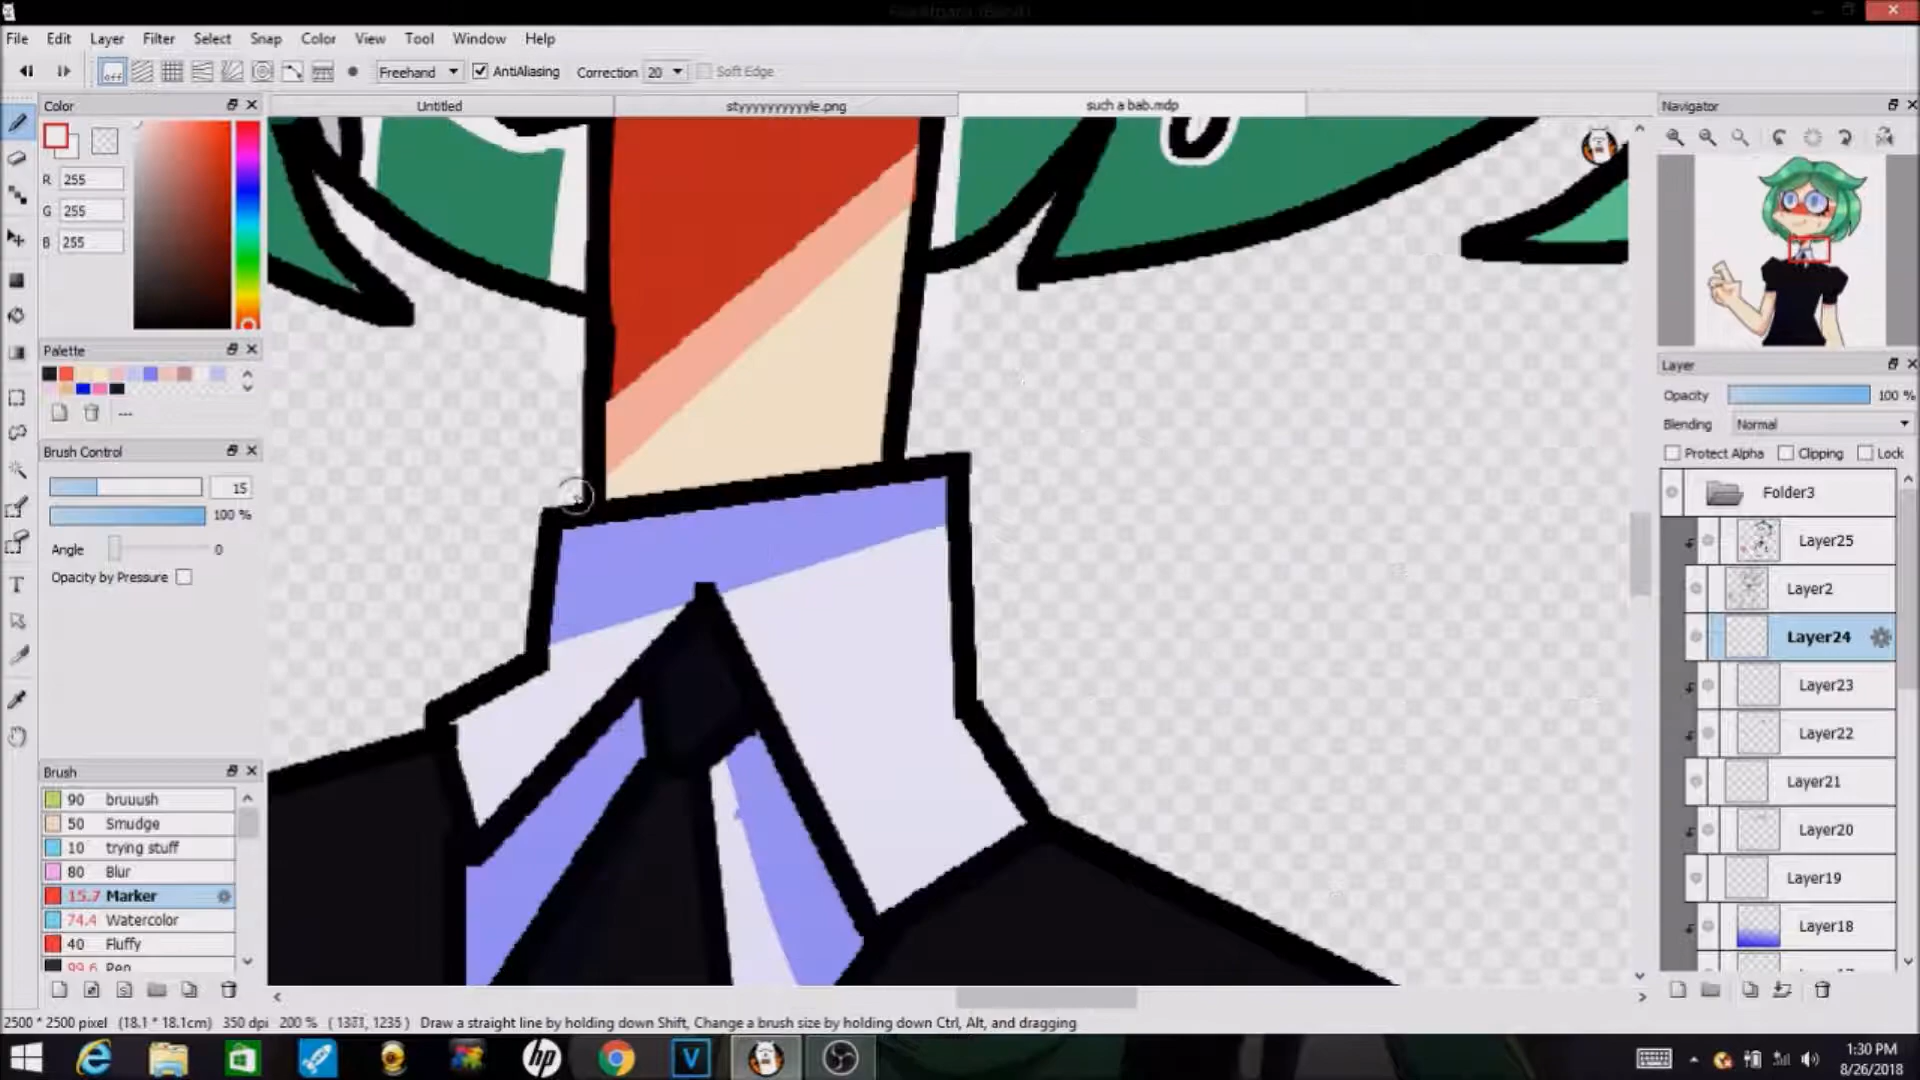 File Edit Layer Filter Select Snap Color View Tool Window Help
off Freehand AntiAliasing Correction 20 Soft Edge
Color
Untitled
styyyyyyyyyyle.png
such a bab.mdp
Navigator
R 255
G 255
B 255
Palette
---
Brush Control
15
100 %
Angle 0
Opacity by Pressure
Layer
Opacity 100 %
Blending Normal
Protect Alpha Clipping Lock
Folder3
Layer25
Layer2
Layer24
Layer23
Layer22
Layer21
Layer20
Layer19
Layer18
Brush
90 bruuush
50 Smudge
10 trying stuff
80 Blur
15.7 Marker
74.4 Watercolor
40 Fluffy
99.6 Pen
2500 * 2500 pixel (18.1 * 18.1cm) 350 dpi 200 % ( 1331, 1235 ) Draw a straight line by holding down Shift, Change a brush size by holding down Ctrl, Alt, and dragging
hp
V
1:30 PM
8/26/2018